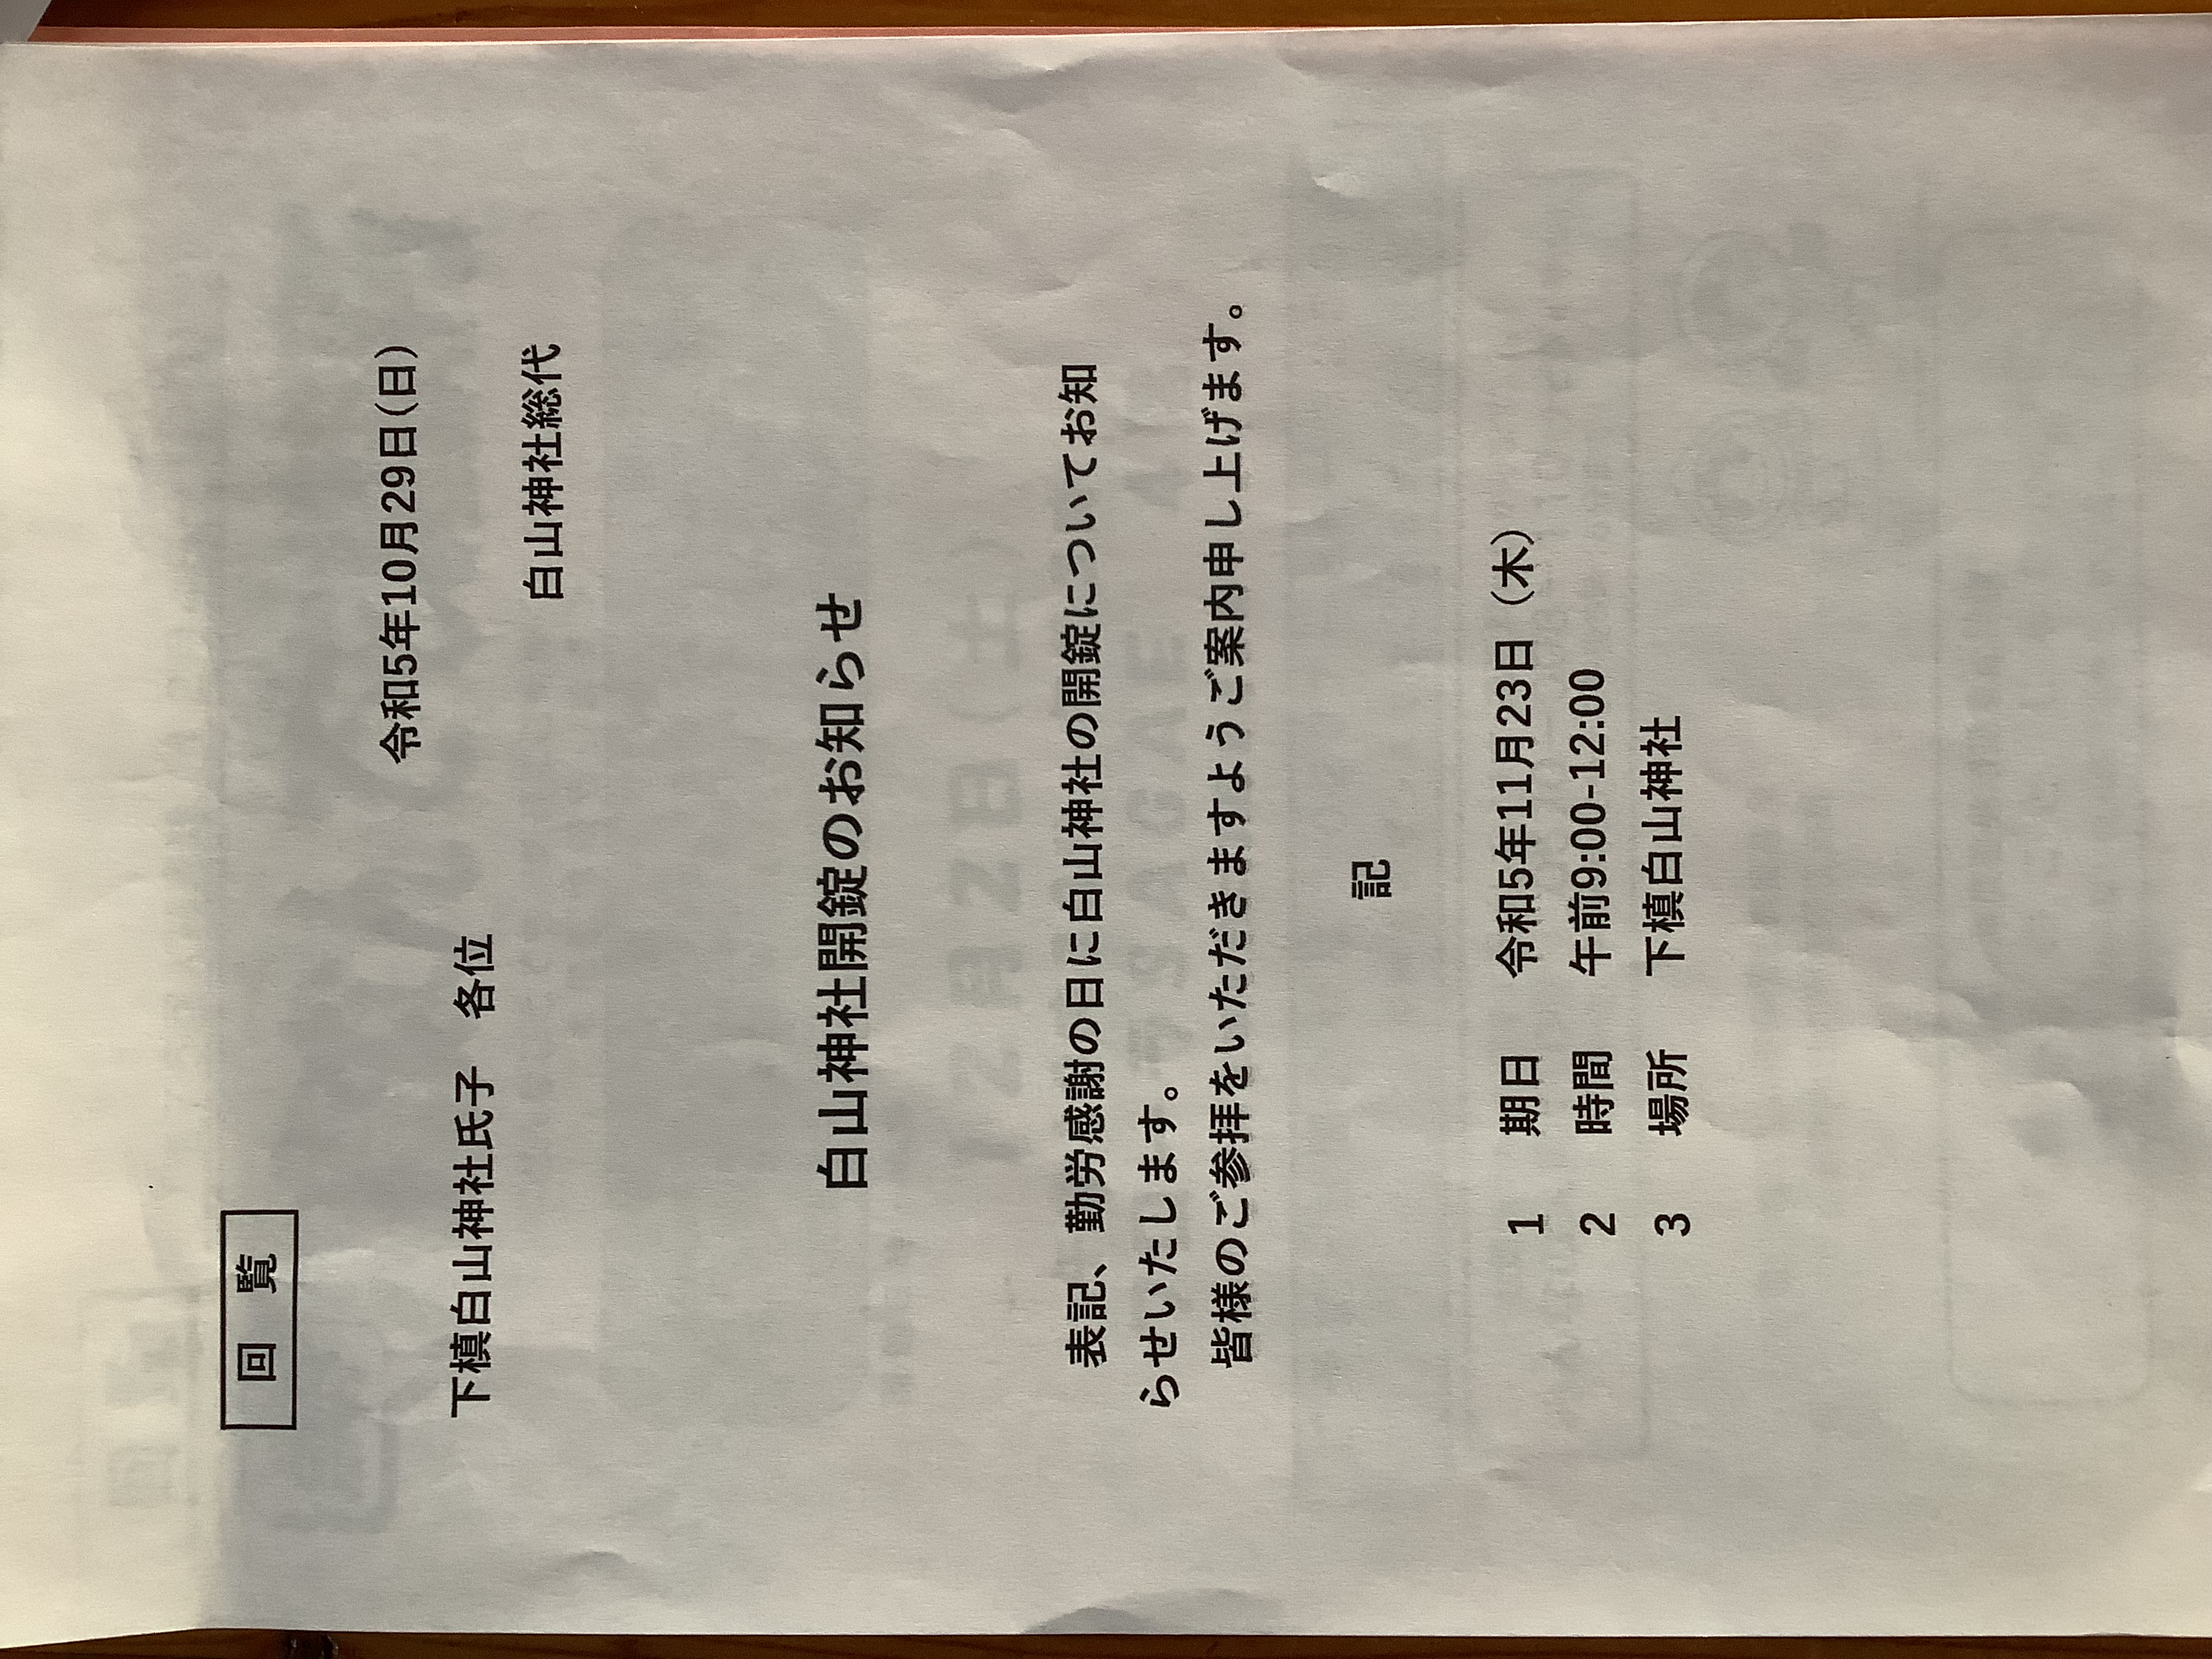 回　覧
令和5年10月29日（日）
下槙白山神社氏子　各位
白山神社総代
白山神社開錠のお知らせ
表記、勤労感謝の日に白山神社の開錠についてお知
らせいたします。
皆様のご参拝をいただきますようご案内申し上げます。
記
1　期日　令和5年11月23日（木）
2　時間　午前9:00-12:00
3　場所　下槙白山神社